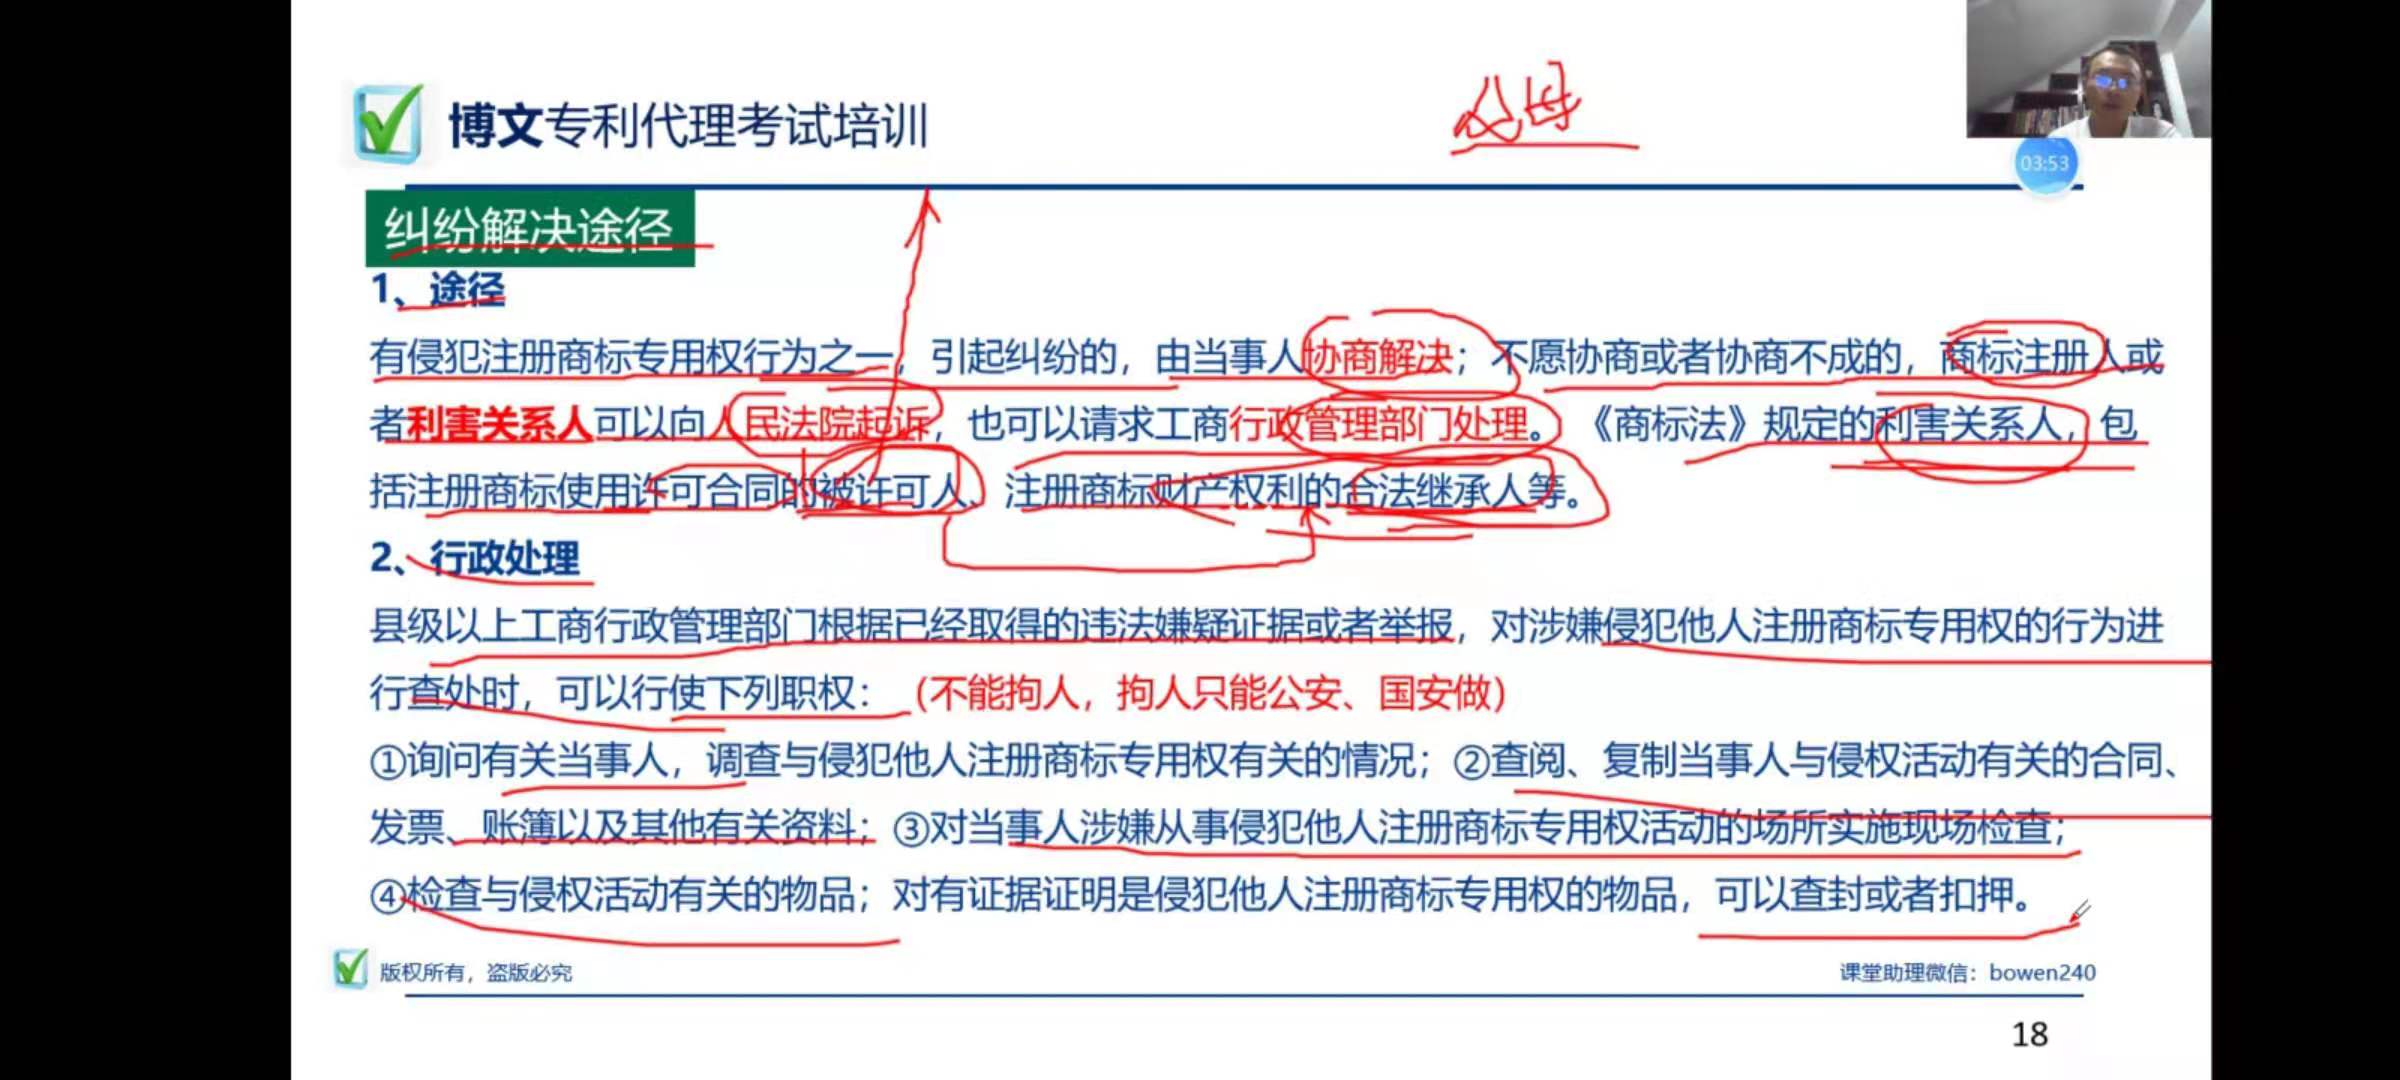 博文专利代理考试培训
父母
03:53
纠纷解决途径
1、途径
有侵犯注册商标专用权行为之一，引起纠纷的，由当事人协商解决；不愿协商或者协商不成的，商标注册人或
者利害关系人可以向人民法院起诉，也可以请求工商行政管理部门处理。《商标法》规定的利害关系人，包
括注册商标使用许可合同的被许可人、注册商标财产权利的合法继承人等。
2、行政处理
县级以上工商行政管理部门根据已经取得的违法嫌疑证据或者举报，对涉嫌侵犯他人注册商标专用权的行为进
行查处时，可以行使下列职权：（不能拘人，拘人只能公安、国安做）
①询问有关当事人，调查与侵犯他人注册商标专用权有关的情况；②查阅、复制当事人与侵权活动有关的合同、
发票、账簿以及其他有关资料；③对当事人涉嫌从事侵犯他人注册商标专用权活动的场所实施现场检查；
④检查与侵权活动有关的物品；对有证据证明是侵犯他人注册商标专用权的物品，可以查封或者扣押。
版权所有，盗版必究
课堂助理微信：bowen240
18